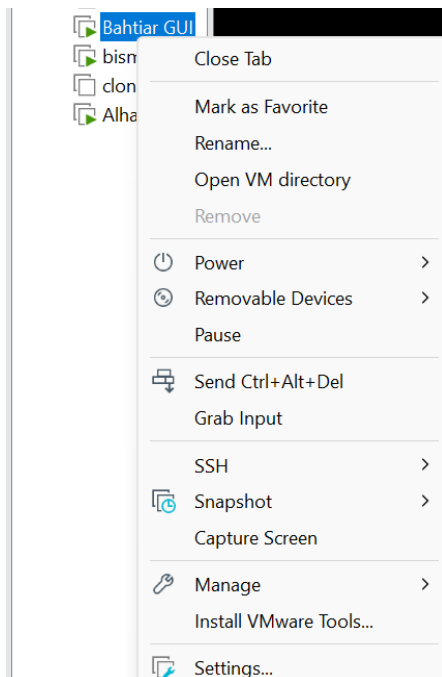 Bahtiar GUI
bism
clon
Alha
Close Tab
Mark as Favorite
Rename...
Open VM directory
Remove
Power
Removable Devices
Pause
Send Ctrl+Alt+Del
Grab Input
SSH
Snapshot
Capture Screen
Manage
Install VMware Tools...
Settings...